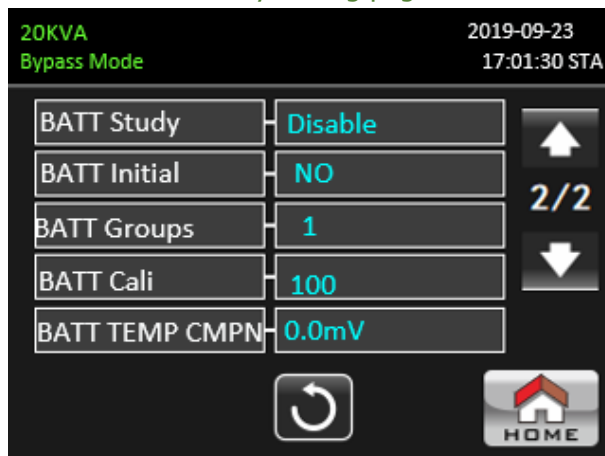 20KVA 2019-09-23
Bypass Mode 17:01:30 STA
BATT Study Disable
BATT Initial NO
2/2
BATT Groups 1
BATT Cali 100
BATT TEMP CMPN 0.0mV
HOME